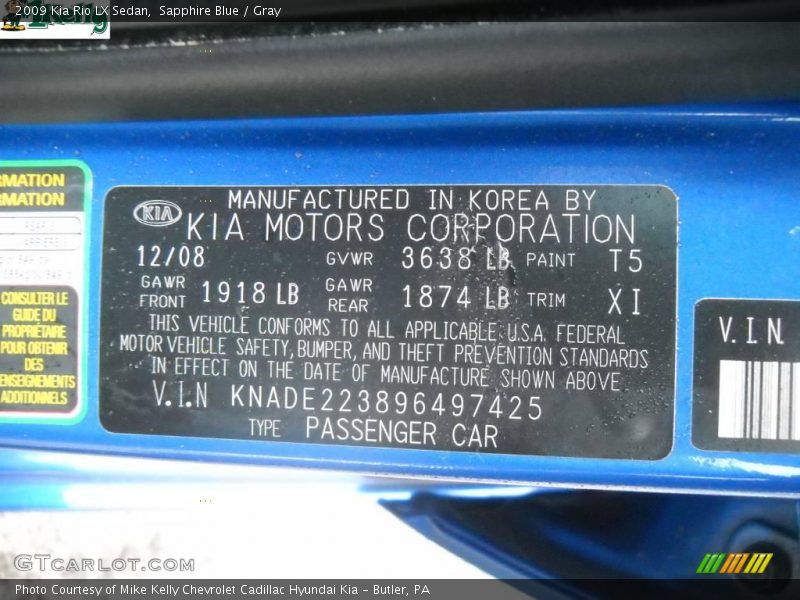 2009 Kia Rio LX Sedan, Sapphire Blue / Gray
KIA
MANUFACTURED IN KOREA BY
KIA MOTORS CORPORATION
12/08 GVWR 3638 LB PAINT T5
GAWR FRONT 1918 LB GAWR REAR 1874 LB TRIM XI
THIS VEHICLE CONFORMS TO ALL APPLICABLE U.S.A. FEDERAL
MOTOR VEHICLE SAFETY, BUMPER, AND THEFT PREVENTION STANDARDS
IN EFFECT ON THE DATE OF MANUFACTURE SHOWN ABOVE
V.I.N KNADE223896497425
TYPE PASSENGER CAR
RMATION
RMATION
CONSULTER LE
GUIDE DU
PROPRIÉTAIRE
POUR OBTENIR
DES
ENSEIGNEMENTS
ADDITIONNELS
V.I.N.
GTCARLOT.COM
Photo Courtesy of Mike Kelly Chevrolet Cadillac Hyundai Kia - Butler, PA